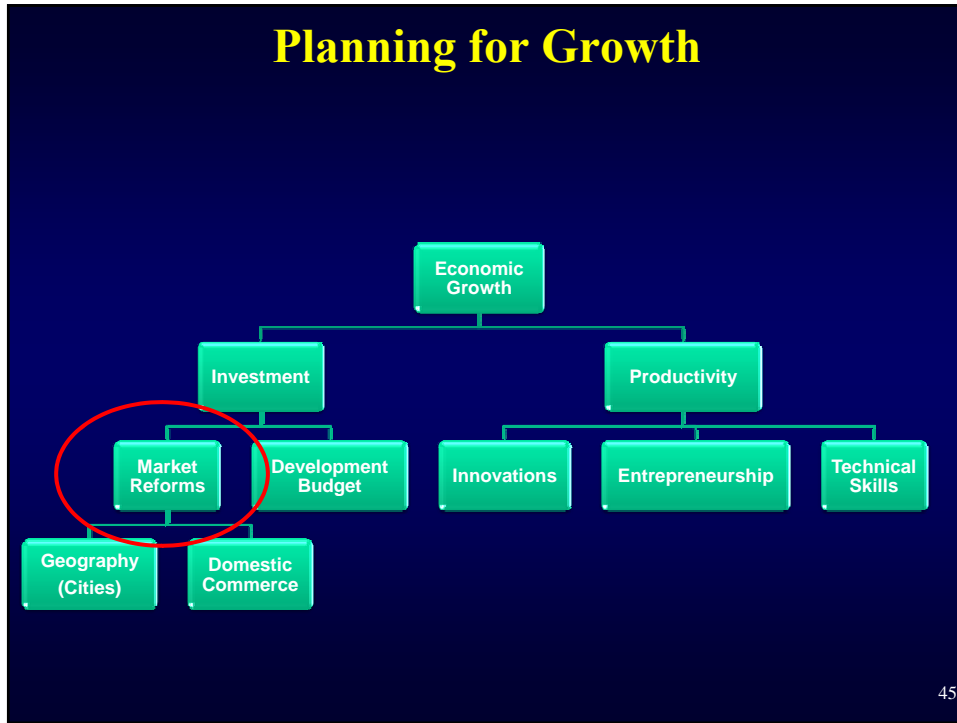 Planning for Growth
Economic
Growth
Investment
Productivity
Market
Reforms
Development
Budget
Innovations
Entrepreneurship
Technical
Skills
Geography
(Cities)
Domestic
Commerce
45